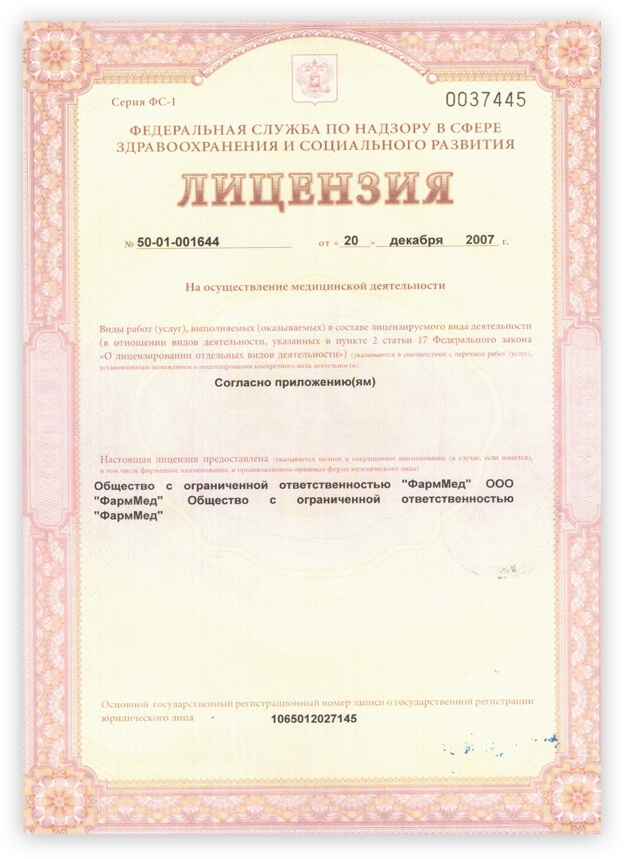 Серия ФС-1
0037445
ФЕДЕРАЛЬНАЯ СЛУЖБА ПО НАДЗОРУ В СФЕРЕ
ЗДРАВООХРАНЕНИЯ И СОЦИАЛЬНОГО РАЗВИТИЯ
ЛИЦЕНЗИЯ
№ 50-01-001644 от « 20 » декабря 2007 г.
На осуществление медицинской деятельности
Виды работ (услуг), выполняемых (оказываемых) в составе лицензируемого вида деятельности
(в отношении видов деятельности, указанных в пункте 2 статьи 17 Федерального закона
«О лицензировании отдельных видов деятельности») (указываются в соответствии с перечнем работ (услуг),
установленным положением о лицензировании конкретного вида деятельности)
Согласно приложению(ям)
Настоящая лицензия предоставлена (указывается полное и сокращенное наименование (в случае, если имеется),
в том числе фирменное наименование, и организационно-правовая форма юридического лица)
Общество с ограниченной ответственностью "ФармМед" ООО
"ФармМед" Общество с ограниченной ответственностью
"ФармМед"
Основной государственный регистрационный номер записи о государственной регистрации
юридического лица 1065012027145